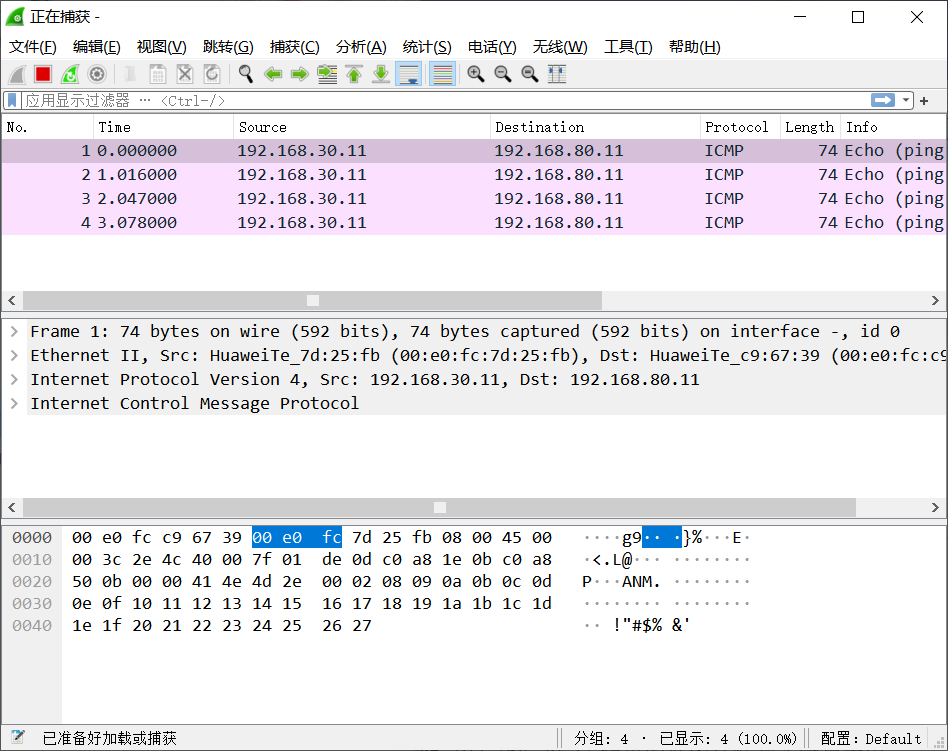 正在捕获 -
文件(F) 编辑(E) 视图(V) 跳转(G) 捕获(C) 分析(A) 统计(S) 电话(Y) 无线(W) 工具(T) 帮助(H)
应用显示过滤器 … <Ctrl-/>
No. Time Source Destination Protocol Length Info
1 0.000000 192.168.30.11 192.168.80.11 ICMP 74 Echo (ping
2 1.016000 192.168.30.11 192.168.80.11 ICMP 74 Echo (ping
3 2.047000 192.168.30.11 192.168.80.11 ICMP 74 Echo (ping
4 3.078000 192.168.30.11 192.168.80.11 ICMP 74 Echo (ping
Frame 1: 74 bytes on wire (592 bits), 74 bytes captured (592 bits) on interface -, id 0
Ethernet II, Src: HuaweiTe_7d:25:fb (00:e0:fc:7d:25:fb), Dst: HuaweiTe_c9:67:39 (00:e0:fc:c9
Internet Protocol Version 4, Src: 192.168.30.11, Dst: 192.168.80.11
Internet Control Message Protocol
0000 00 e0 fc c9 67 39 00 e0 fc 7d 25 fb 08 00 45 00 ····g9·· ·}%···E·
0010 00 3c 2e 4c 40 00 7f 01 de 0d c0 a8 1e 0b c0 a8 ·<.L@··· ········
0020 50 0b 00 00 41 4e 4d 2e 00 02 08 09 0a 0b 0c 0d P···ANM. ········
0030 0e 0f 10 11 12 13 14 15 16 17 18 19 1a 1b 1c 1d ········ ········
0040 1e 1f 20 21 22 23 24 25 26 27 ·· !"#$% &'
已准备好加载或捕获 分组: 4 · 已显示: 4 (100.0%) 配置: Default